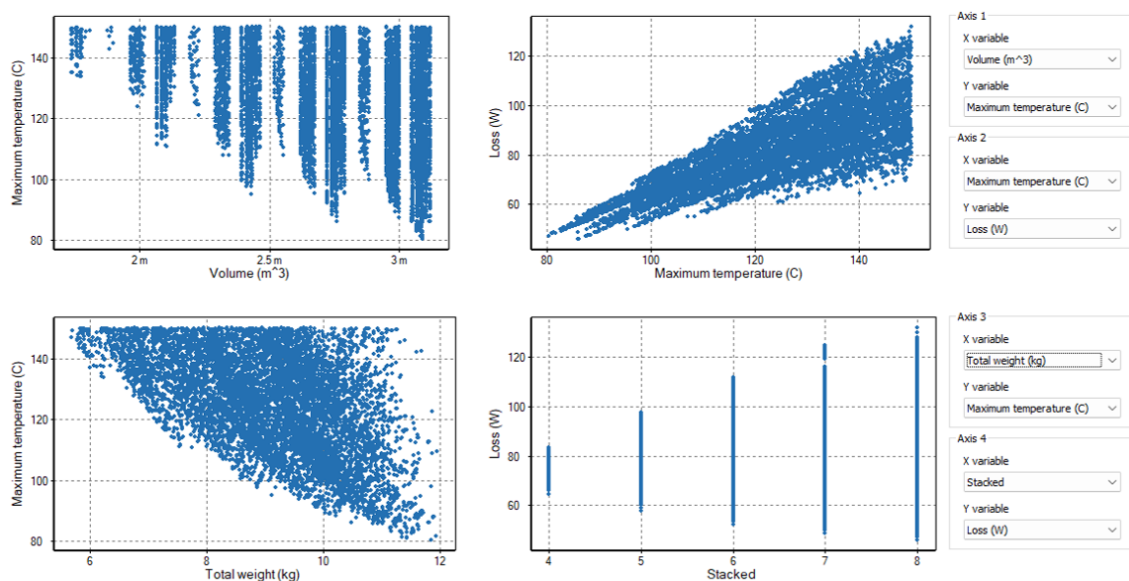 Maximum temperature (C)
140
120
100
80
2 m
2.5 m
3 m
Volume (m^3)
Loss (W)
120
100
80
60
80
100
120
140
Maximum temperature (C)
Axis 1
X variable
Volume (m^3)
Y variable
Maximum temperature (C)
Axis 2
X variable
Maximum temperature (C)
Y variable
Loss (W)
Maximum temperature (C)
140
120
100
80
6
8
10
12
Total weight (kg)
Loss (W)
120
100
80
60
4
5
6
7
8
Stacked
Axis 3
X variable
Total weight (kg)
Y variable
Maximum temperature (C)
Axis 4
X variable
Stacked
Y variable
Loss (W)